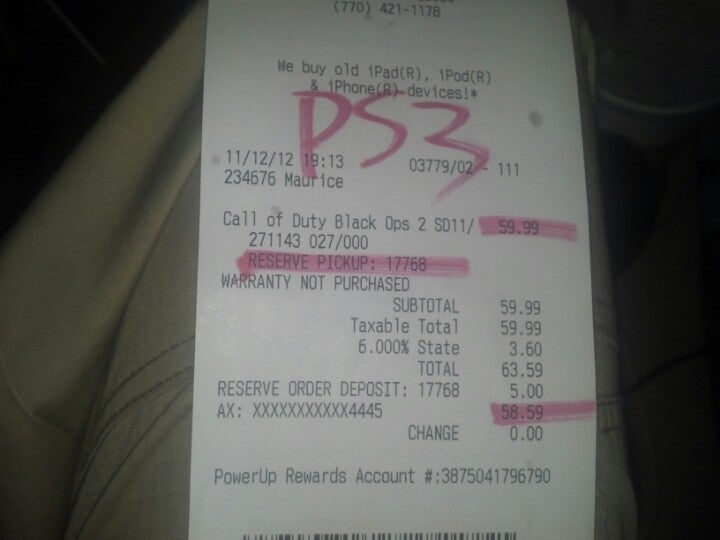 (770) 421-1178
We buy old iPad(R), iPod(R)
& iPhone(R) devices!*
PS3
11/12/12 19:13 03779/02 - 111
234676 Maurice
Call of Duty Black Ops 2 SD11/ 59.99
271143 027/000
RESERVE PICKUP: 17768
WARRANTY NOT PURCHASED
SUBTOTAL 59.99
Taxable Total 59.99
6.000% State 3.60
TOTAL 63.59
RESERVE ORDER DEPOSIT: 17768 5.00
AX: XXXXXXXXXXX4445 58.59
CHANGE 0.00
PowerUp Rewards Account #:3875041796790